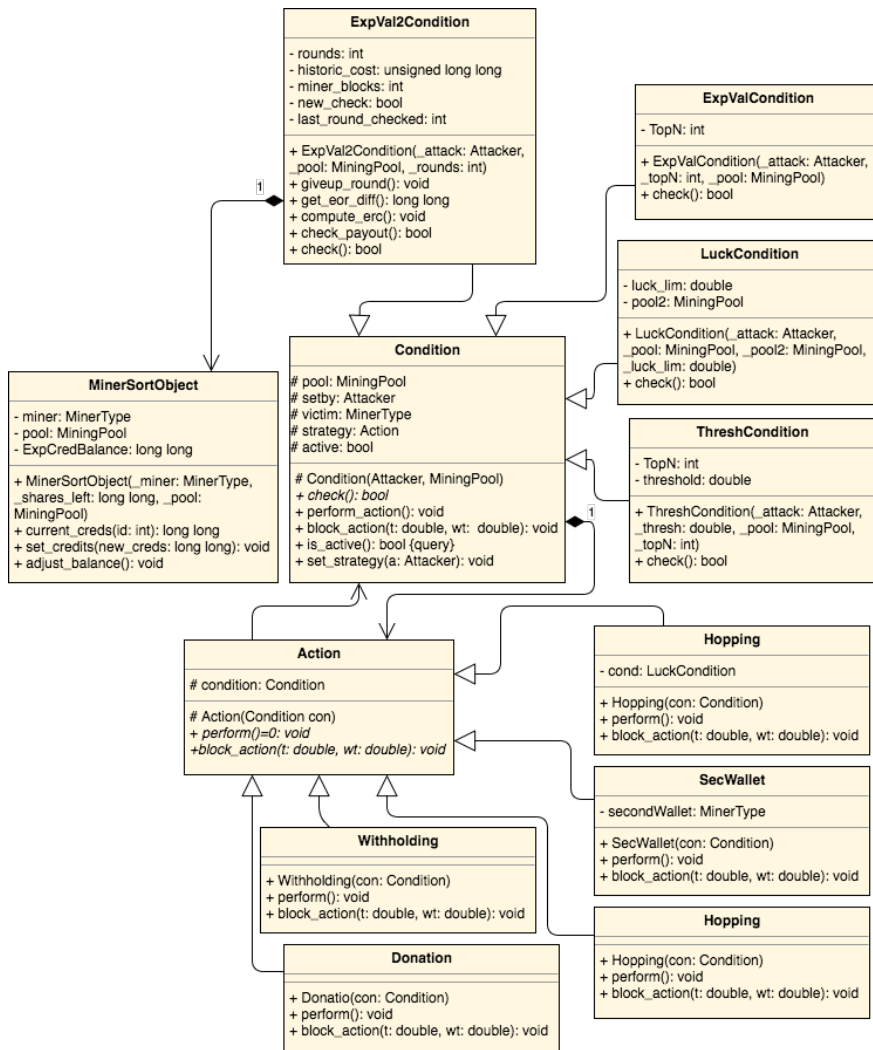 ExpVal2Condition
- rounds: int
- historic_cost: unsigned long long
- miner_blocks: int
- new_check: bool
- last_round_checked: int
+ ExpVal2Condition(_attack: Attacker,
_pool: MiningPool, _rounds: int)
+ giveup_round(): void
+ get_eor_diff(): long long
+ compute_erc(): void
+ check_payout(): bool
+ check(): bool
1
ExpValCondition
- TopN: int
+ ExpValCondition(_attack: Attacker,
_topN: int, _pool: MiningPool)
+ check(): bool
LuckCondition
- luck_lim: double
- pool2: MiningPool
+ LuckCondition(_attack: Attacker,
_pool: MiningPool, _pool2: MiningPool,
_luck_lim: double)
+ check(): bool
Condition
# pool: MiningPool
# setby: Attacker
# victim: MinerType
# strategy: Action
# active: bool
# Condition(Attacker, MiningPool)
+ check(): bool
+ perform_action(): void
+ block_action(t: double, wt: double): void
+ is_active(): bool {query}
+ set_strategy(a: Attacker): void
1
MinerSortObject
- miner: MinerType
- pool: MiningPool
- ExpCredBalance: long long
+ MinerSortObject(_miner: MinerType,
_shares_left: long long, _pool:
MiningPool)
+ current_creds(id: int): long long
+ set_credits(new_creds: long long): void
+ adjust_balance(): void
ThreshCondition
- TopN: int
- threshold: double
+ ThreshCondition(_attack: Attacker,
_thresh: double, _pool: MiningPool,
_topN: int)
+ check(): bool
Action
# condition: Condition
# Action(Condition con)
+ perform()=0: void
+block_action(t: double, wt: double): void
Hopping
- cond: LuckCondition
+ Hopping(con: Condition)
+ perform(): void
+ block_action(t: double, wt: double): void
SecWallet
- secondWallet: MinerType
+ SecWallet(con: Condition)
+ perform(): void
+ block_action(t: double, wt: double): void
Withholding
+ Withholding(con: Condition)
+ perform(): void
+ block_action(t: double, wt: double): void
Hopping
+ Hopping(con: Condition)
+ perform(): void
+ block_action(t: double, wt: double): void
Donation
+ Donatio(con: Condition)
+ perform(): void
+ block_action(t: double, wt: double): void